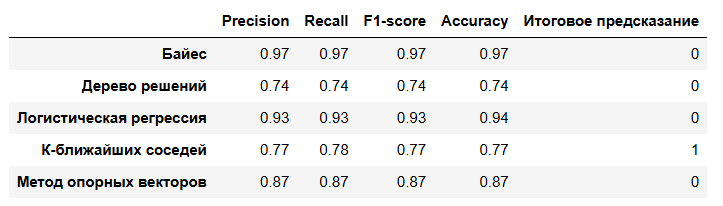 Precision Recall F1-score Accuracy Итоговое предсказание
Байес 0.97 0.97 0.97 0.97 0
Дерево решений 0.74 0.74 0.74 0.74 0
Логистическая регрессия 0.93 0.93 0.93 0.94 0
К-ближайших соседей 0.77 0.78 0.77 0.77 1
Метод опорных векторов 0.87 0.87 0.87 0.87 0